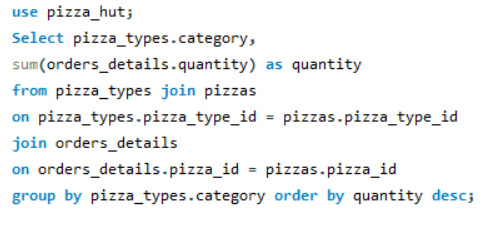 use pizza_hut;
Select pizza_types.category,
sum(orders_details.quantity) as quantity
from pizza_types join pizzas
on pizza_types.pizza_type_id = pizzas.pizza_type_id
join orders_details
on orders_details.pizza_id = pizzas.pizza_id
group by pizza_types.category order by quantity desc;